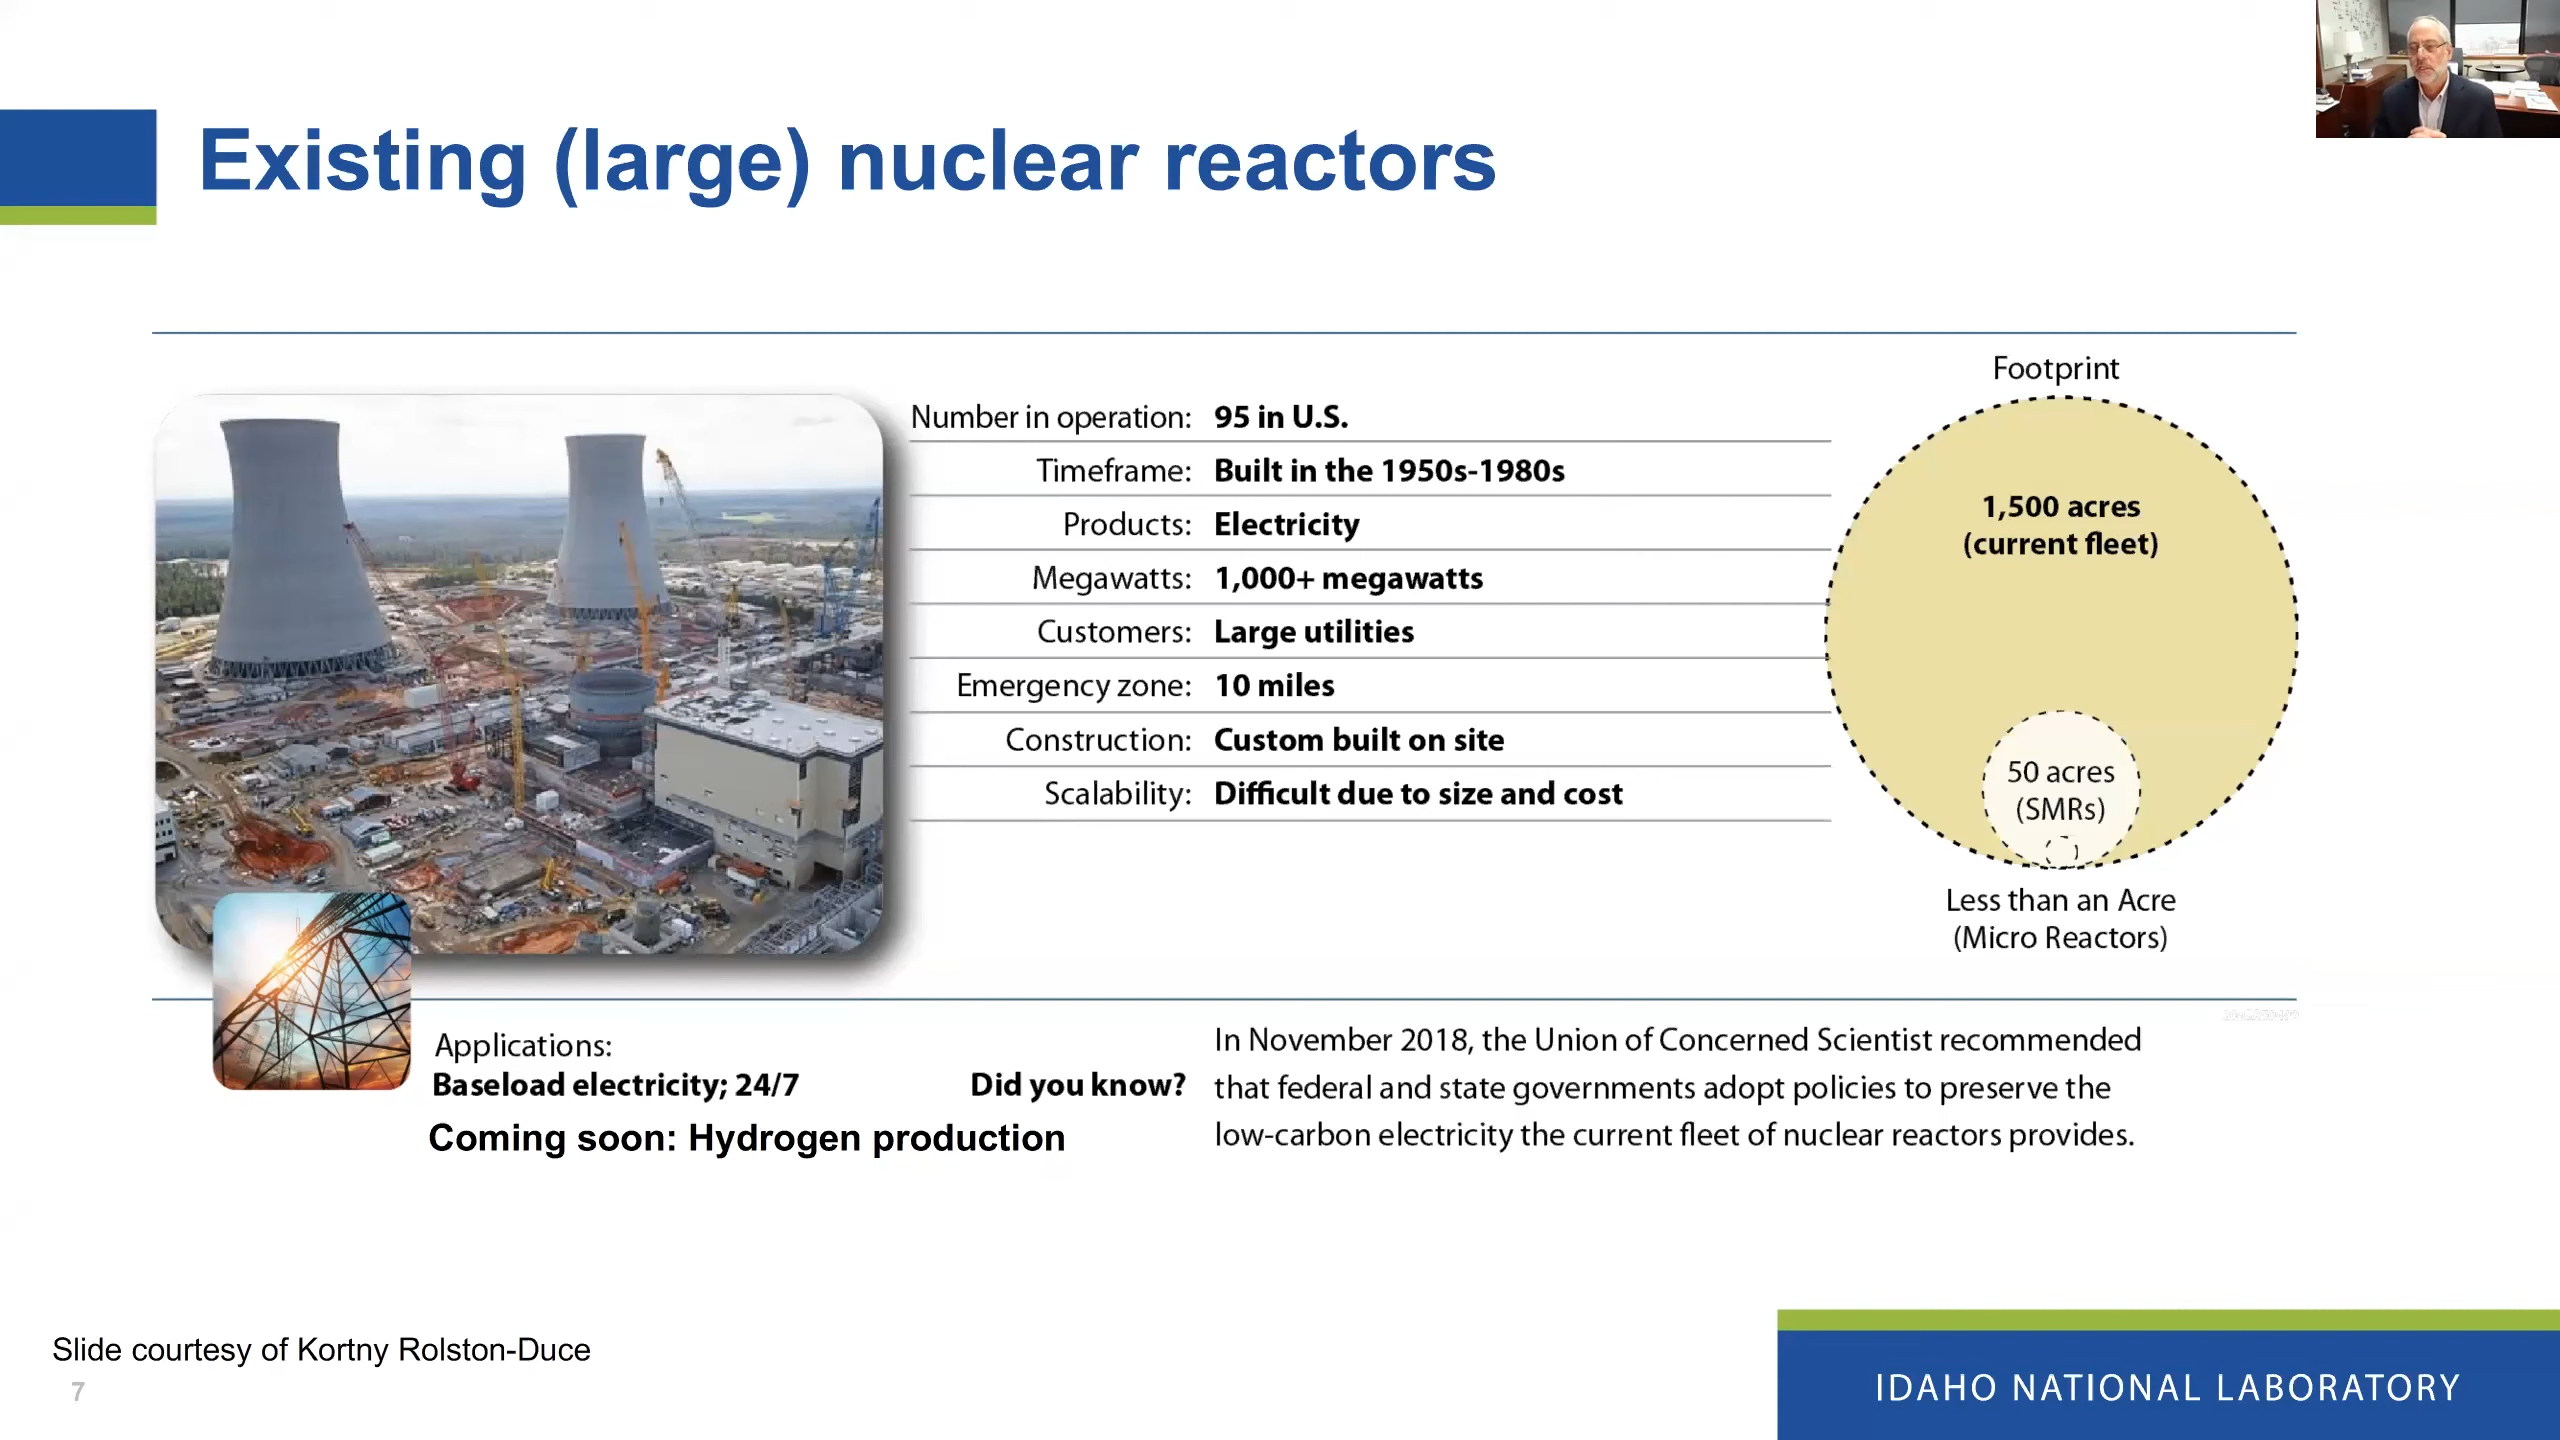 Existing (large) nuclear reactors
Number in operation: 95 in U.S.
Timeframe: Built in the 1950s-1980s
Products: Electricity
Megawatts: 1,000+ megawatts
Customers: Large utilities
Emergency zone: 10 miles
Construction: Custom built on site
Scalability: Difficult due to size and cost
Footprint
1,500 acres
(current fleet)
50 acres
(SMRs)
Less than an Acre
(Micro Reactors)
Applications:
Baseload electricity; 24/7
Coming soon: Hydrogen production
Did you know?
In November 2018, the Union of Concerned Scientist recommended
that federal and state governments adopt policies to preserve the
low-carbon electricity the current fleet of nuclear reactors provides.
Slide courtesy of Kortny Rolston-Duce
7
IDAHO NATIONAL LABORATORY